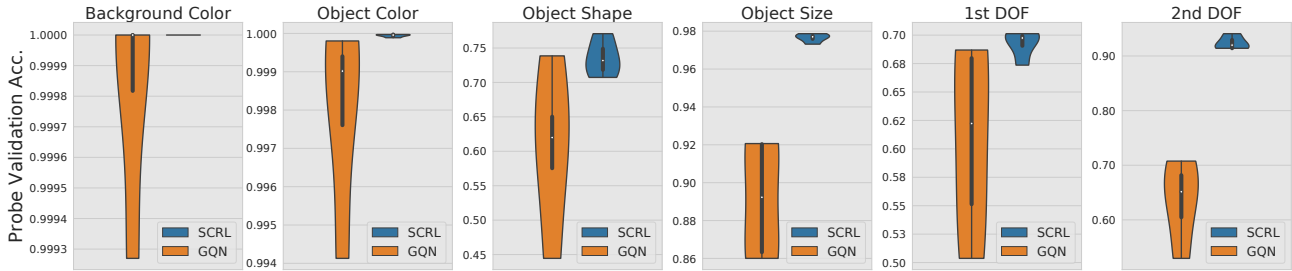 Probe Validation Acc.
Background Color
1.0000
0.9999
0.9998
0.9997
0.9996
0.9995
0.9994
0.9993
SCRL
GQN
Object Color
1.000
0.999
0.998
0.997
0.996
0.995
0.994
SCRL
GQN
Object Shape
0.75
0.70
0.65
0.60
0.55
0.50
0.45
SCRL
GQN
Object Size
0.98
0.96
0.94
0.92
0.90
0.88
0.86
SCRL
GQN
1st DOF
0.70
0.68
0.65
0.62
0.60
0.58
0.55
0.53
0.50
SCRL
GQN
2nd DOF
0.90
0.80
0.70
0.60
SCRL
GQN